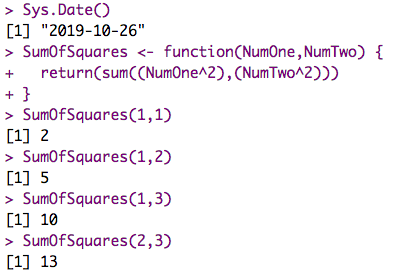 > Sys.Date()
[1] "2019-10-26"
> SumOfSquares <- function(NumOne,NumTwo) {
+   return(sum((NumOne^2),(NumTwo^2)))
+ }
> SumOfSquares(1,1)
[1] 2
> SumOfSquares(1,2)
[1] 5
> SumOfSquares(1,3)
[1] 10
> SumOfSquares(2,3)
[1] 13